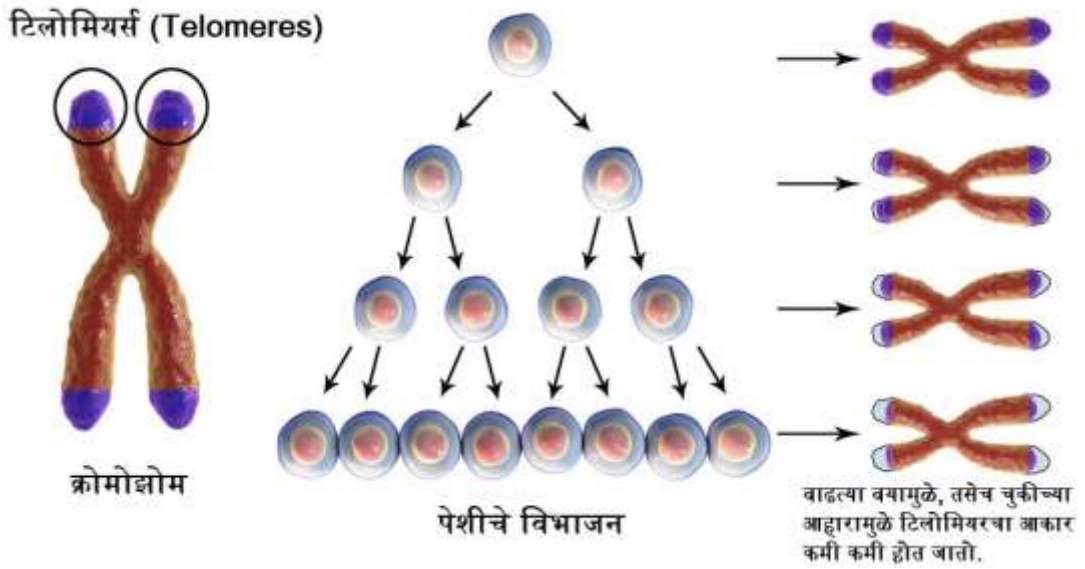 टिलोमियर्स (Telomeres)
क्रोमोझोम
पेशीचे विभाजन
वाढत्या वयामुळे, तसेच चुकीच्या
आहारामुळे टिलोमियरचा आकार
कमी कमी होत जातो.